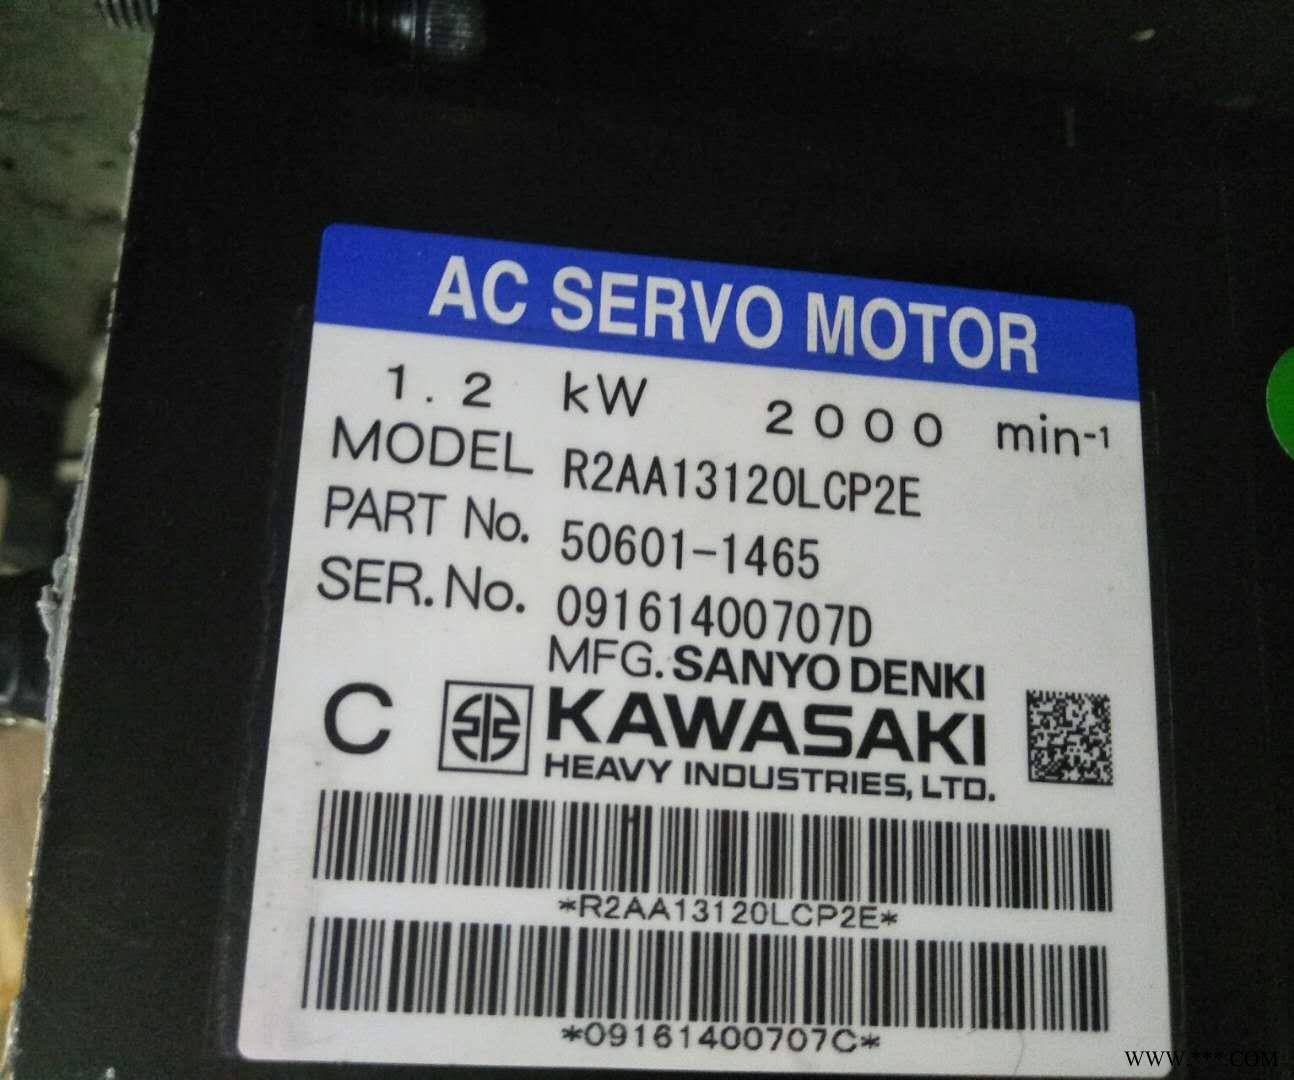 AC SERVO MOTOR
1.2 kW 2000 min-1
MODEL R2AA13120LCP2E
PART No. 50601-1465
SER.No. 09161400707D
MFG. SANYO DENKI
C KAWASAKI
HEAVY INDUSTRIES, LTD.
*R2AA13120LCP2E*
*09161400707C*
WWW.***.COM